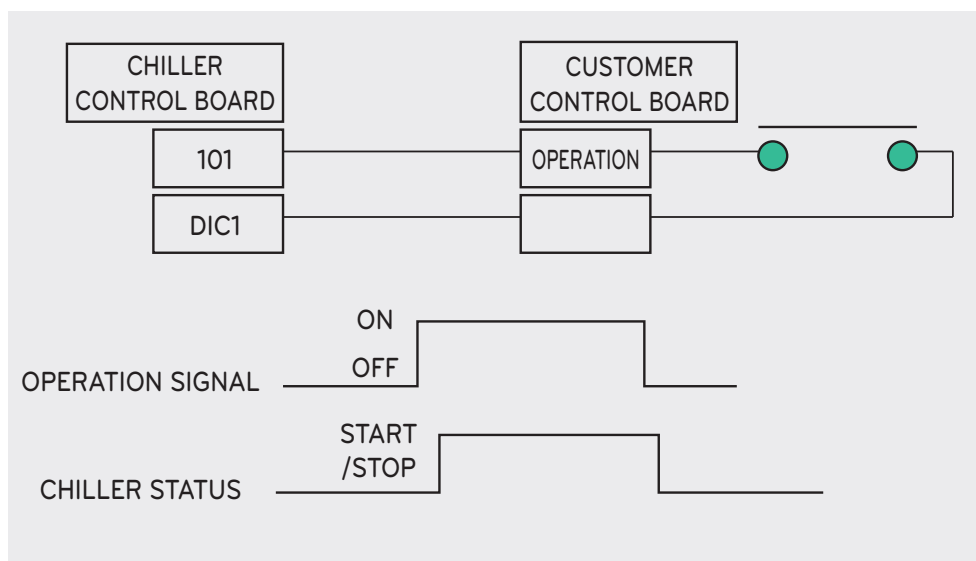 CHILLER
CONTROL BOARD
CUSTOMER
CONTROL BOARD
101
OPERATION
DIC1
ON
OFF
OPERATION SIGNAL
START
/STOP
CHILLER STATUS